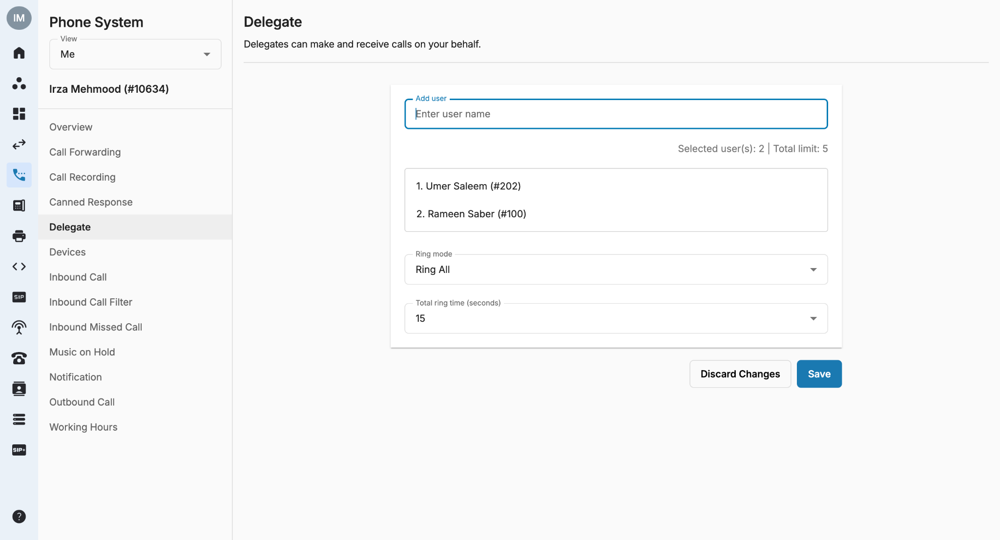 IM
Phone System
View
Me
Irza Mehmood (#10634)
Overview
Call Forwarding
Call Recording
Canned Response
Delegate
Devices
Inbound Call
Inbound Call Filter
Inbound Missed Call
Music on Hold
Notification
Outbound Call
Working Hours
SIP
SIP+
?
Delegate
Delegates can make and receive calls on your behalf.
Add user
Enter user name
Selected user(s): 2 | Total limit: 5
1. Umer Saleem (#202)
2. Rameen Saber (#100)
Ring mode
Ring All
Total ring time (seconds)
15
Discard Changes
Save